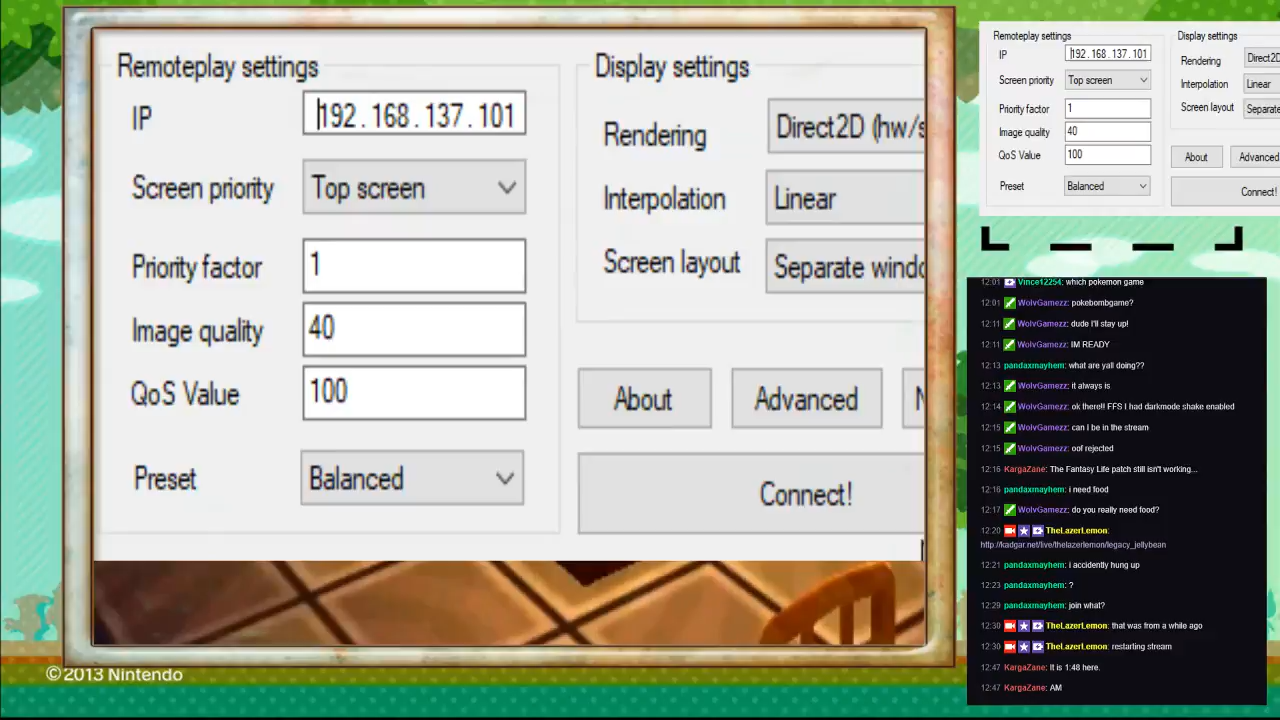 Remoteplay settings
IP
192.168.137.101
Screen priority
Top screen
Priority factor
1
Image quality
40
QoS Value
100
Preset
Balanced
Display settings
Rendering
Direct2D (hw/s
Interpolation
Linear
Screen layout
Separate windo
About
Advanced
Connect!
©2013 Nintendo
Remoteplay settings
IP
192.168.137.101
Screen priority
Top screen
Priority factor
1
Image quality
40
QoS Value
100
Preset
Balanced
Display settings
Rendering
Direct2D
Interpolation
Linear
Screen layout
Separate
About
Advanced
Connect!
12:01 Vince12254: which pokemon game
12:01 WolvGamezz: pokebombgame?
12:11 WolvGamezz: dude I'll stay up!
12:11 WolvGamezz: IM READY
12:13 pandaxmayhem: what are yall doing??
12:13 WolvGamezz: it always is
12:14 WolvGamezz: ok there!! FFS I had darkmode shake enabled
12:15 WolvGamezz: can I be in the stream
12:15 WolvGamezz: oof rejected
12:16 KargaZane: The Fantasy Life patch still isn't working...
12:16 pandaxmayhem: i need food
12:17 WolvGamezz: do you really need food?
12:20 TheLazerLemon:
http://kadgar.net/live/thelazerlemon/legacy_jellybean
12:21 pandaxmayhem: i accidently hung up
12:23 pandaxmayhem: ?
12:29 pandaxmayhem: join what?
12:30 TheLazerLemon: that was from a while ago
12:30 TheLazerLemon: restarting stream
12:47 KargaZane: It is 1:48 here.
12:47 KargaZane: AM